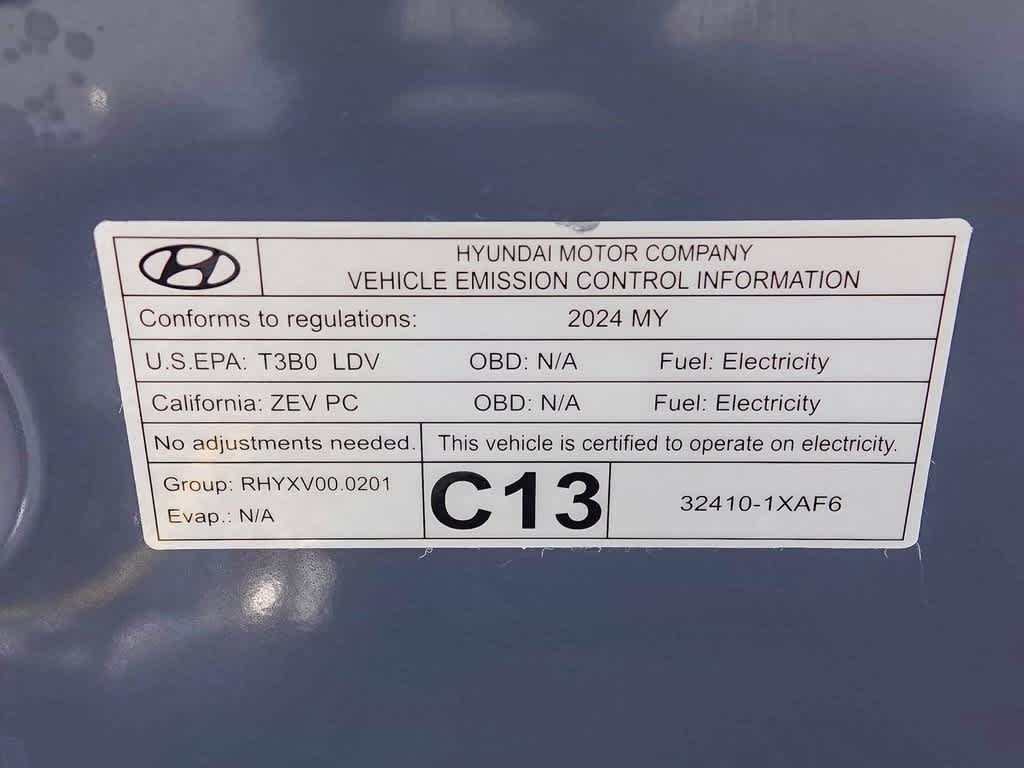 HYUNDAI MOTOR COMPANY
VEHICLE EMISSION CONTROL INFORMATION
Conforms to regulations: 2024 MY
U.S.EPA: T3B0 LDV OBD: N/A Fuel: Electricity
California: ZEV PC OBD: N/A Fuel: Electricity
No adjustments needed. This vehicle is certified to operate on electricity.
Group: RHYXV00.0201
Evap.: N/A
C13
32410-1XAF6